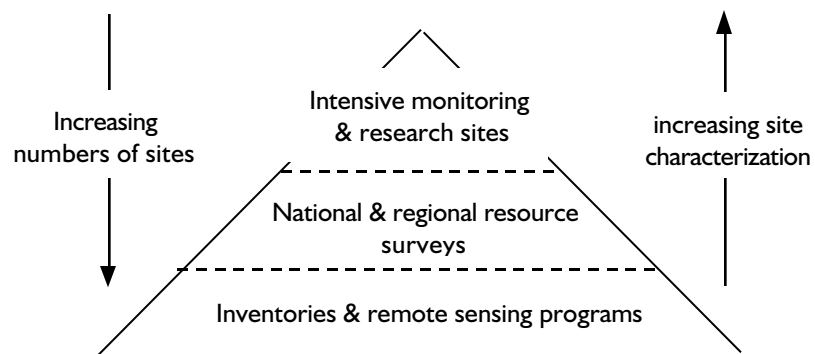 Intensive monitoring
& research sites
Increasing
numbers of sites
increasing site
characterization
National & regional resource
surveys
Inventories & remote sensing programs